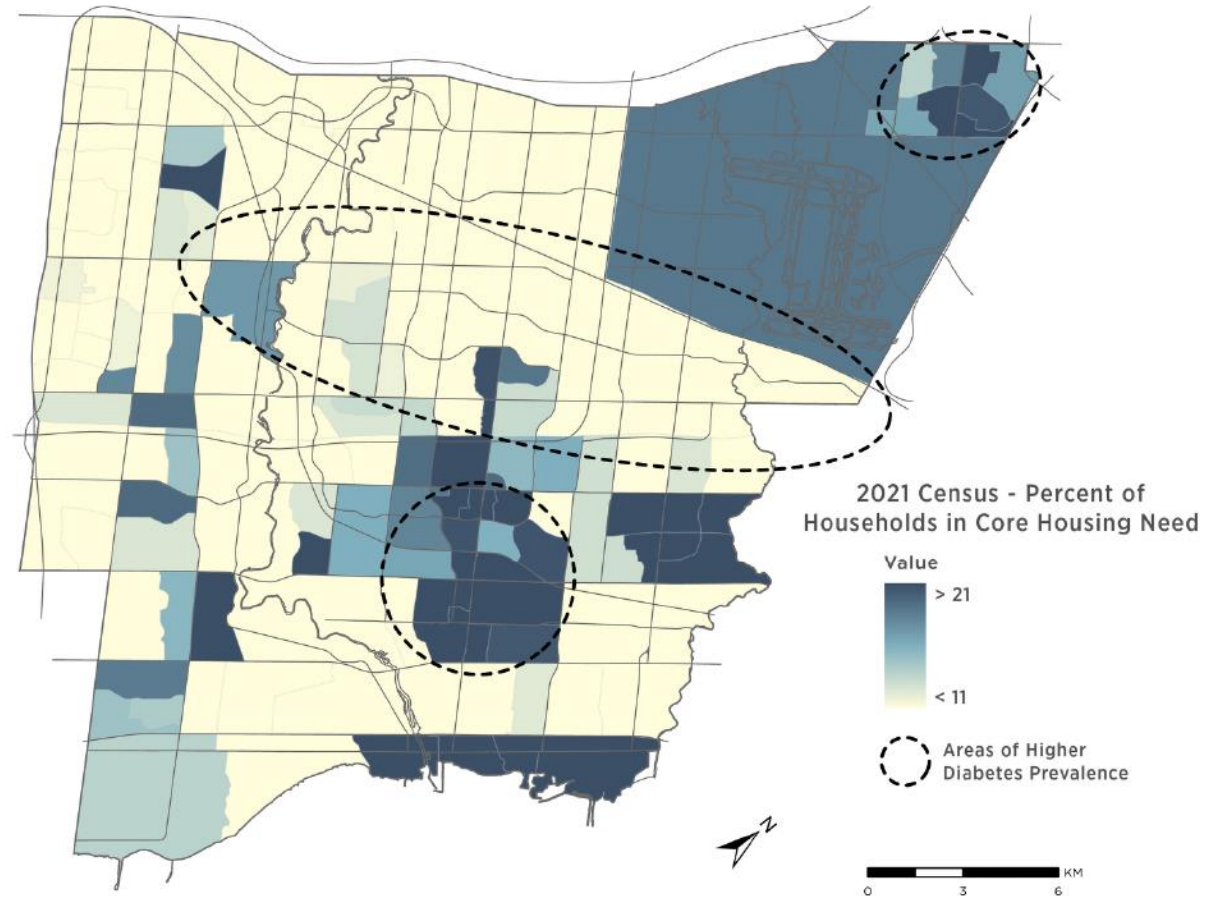 2021 Census - Percent of
Households in Core Housing Need
Value
> 21
< 11
Areas of Higher
Diabetes Prevalence
N
KM
0 3 6